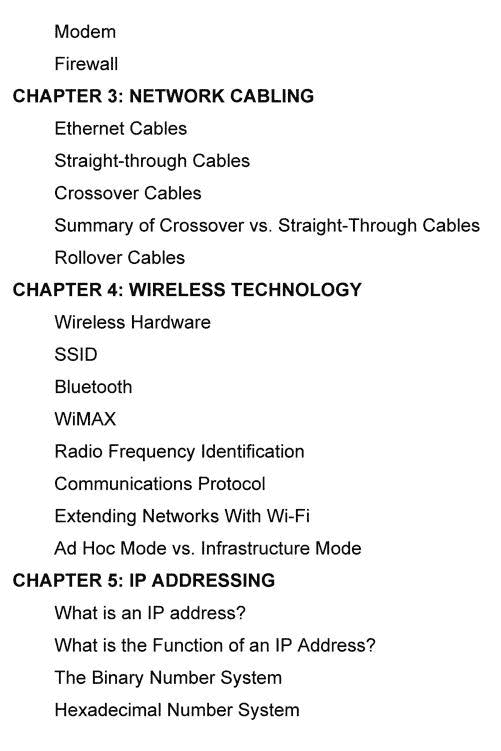 Modem
Firewall
CHAPTER 3: NETWORK CABLING
Ethernet Cables
Straight-through Cables
Crossover Cables
Summary of Crossover vs. Straight-Through Cables
Rollover Cables
CHAPTER 4: WIRELESS TECHNOLOGY
Wireless Hardware
SSID
Bluetooth
WiMAX
Radio Frequency Identification
Communications Protocol
Extending Networks With Wi-Fi
Ad Hoc Mode vs. Infrastructure Mode
CHAPTER 5: IP ADDRESSING
What is an IP address?
What is the Function of an IP Address?
The Binary Number System
Hexadecimal Number System